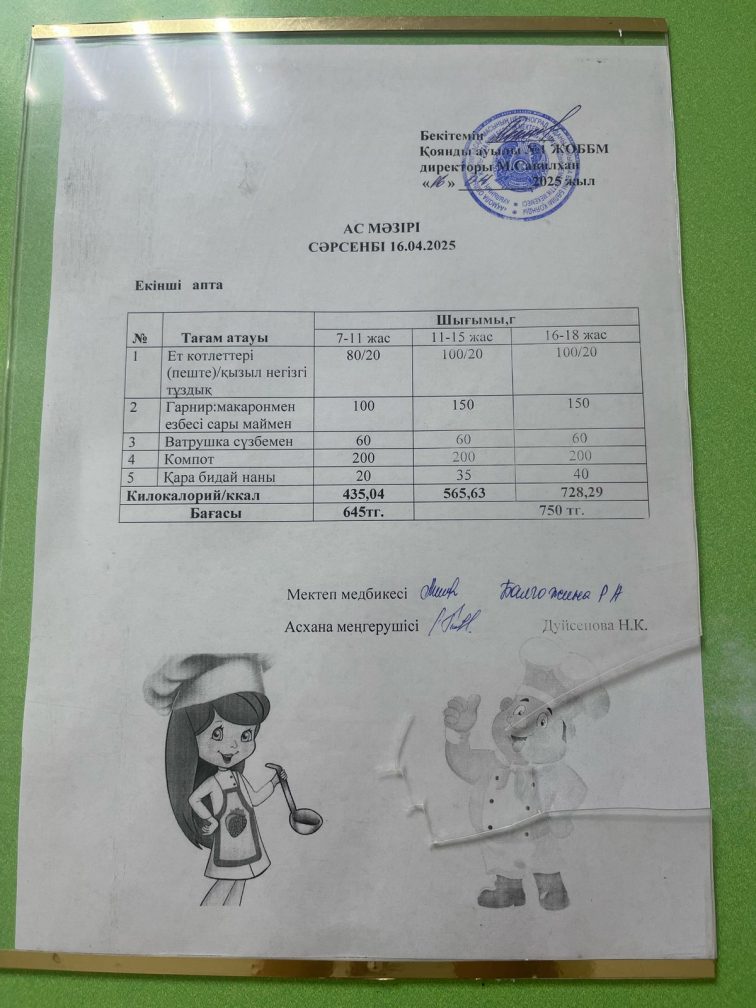 Бекітемін
Қоянды ауылы №1 ЖОББМ
директоры М.Сақилхан
«16» 2025 жыл
АС МӘЗІРІ
СӘРСЕНБІ 16.04.2025
Екінші апта
№ Тағам атауы Шығымы,г
7-11 жас 11-15 жас 16-18 жас
1 Ет котлеттері 80/20 100/20 100/20
(пеште)/қызыл негізгі
тұздық
2 Гарнир:макаронмен 100 150 150
езбесі сары маймен
3 Ватрушка сүзбемен 60 60 60
4 Компот 200 200 200
5 Қара бидай наны 20 35 40
Килокалорий/ккал 435,04 565,63 728,29
Бағасы 645тг. 750 тг.
Мектеп медбикесі Балгожина Р А
Асхана меңгерушісі Дуйсенова Н.К.